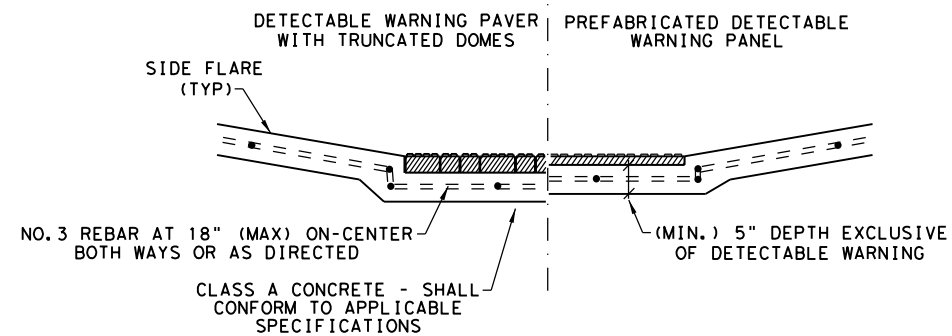 DETECTABLE WARNING PAVER
WITH TRUNCATED DOMES
PREFABRICATED DETECTABLE
WARNING PANEL
SIDE FLARE
(TYP)
NO.3 REBAR AT 18" (MAX) ON-CENTER
BOTH WAYS OR AS DIRECTED
(MIN.) 5" DEPTH EXCLUSIVE
OF DETECTABLE WARNING
CLASS A CONCRETE - SHALL
CONFORM TO APPLICABLE
SPECIFICATIONS